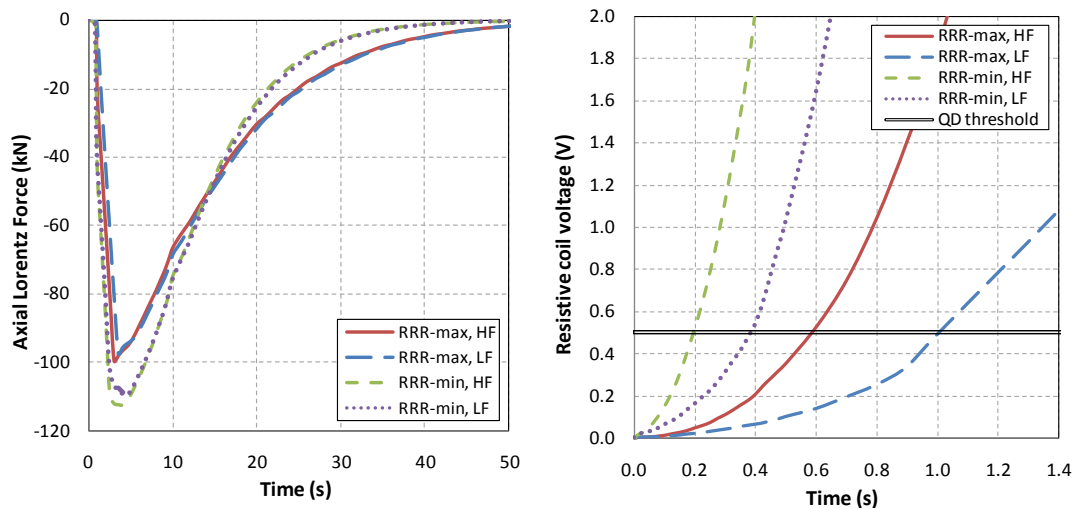 0
-20
-40
-60
-80
-100
-120
Axial Lorentz Force (kN)
0 10 20 30 40 50
Time (s)
RRR-max, HF
RRR-max, LF
RRR-min, HF
RRR-min, LF
2.0
1.8
1.6
1.4
1.2
1.0
0.8
0.6
0.4
0.2
0.0
Resistive coil voltage (V)
0.0 0.2 0.4 0.6 0.8 1.0 1.2 1.4
Time (s)
RRR-max, HF
RRR-max, LF
RRR-min, HF
RRR-min, LF
QD threshold